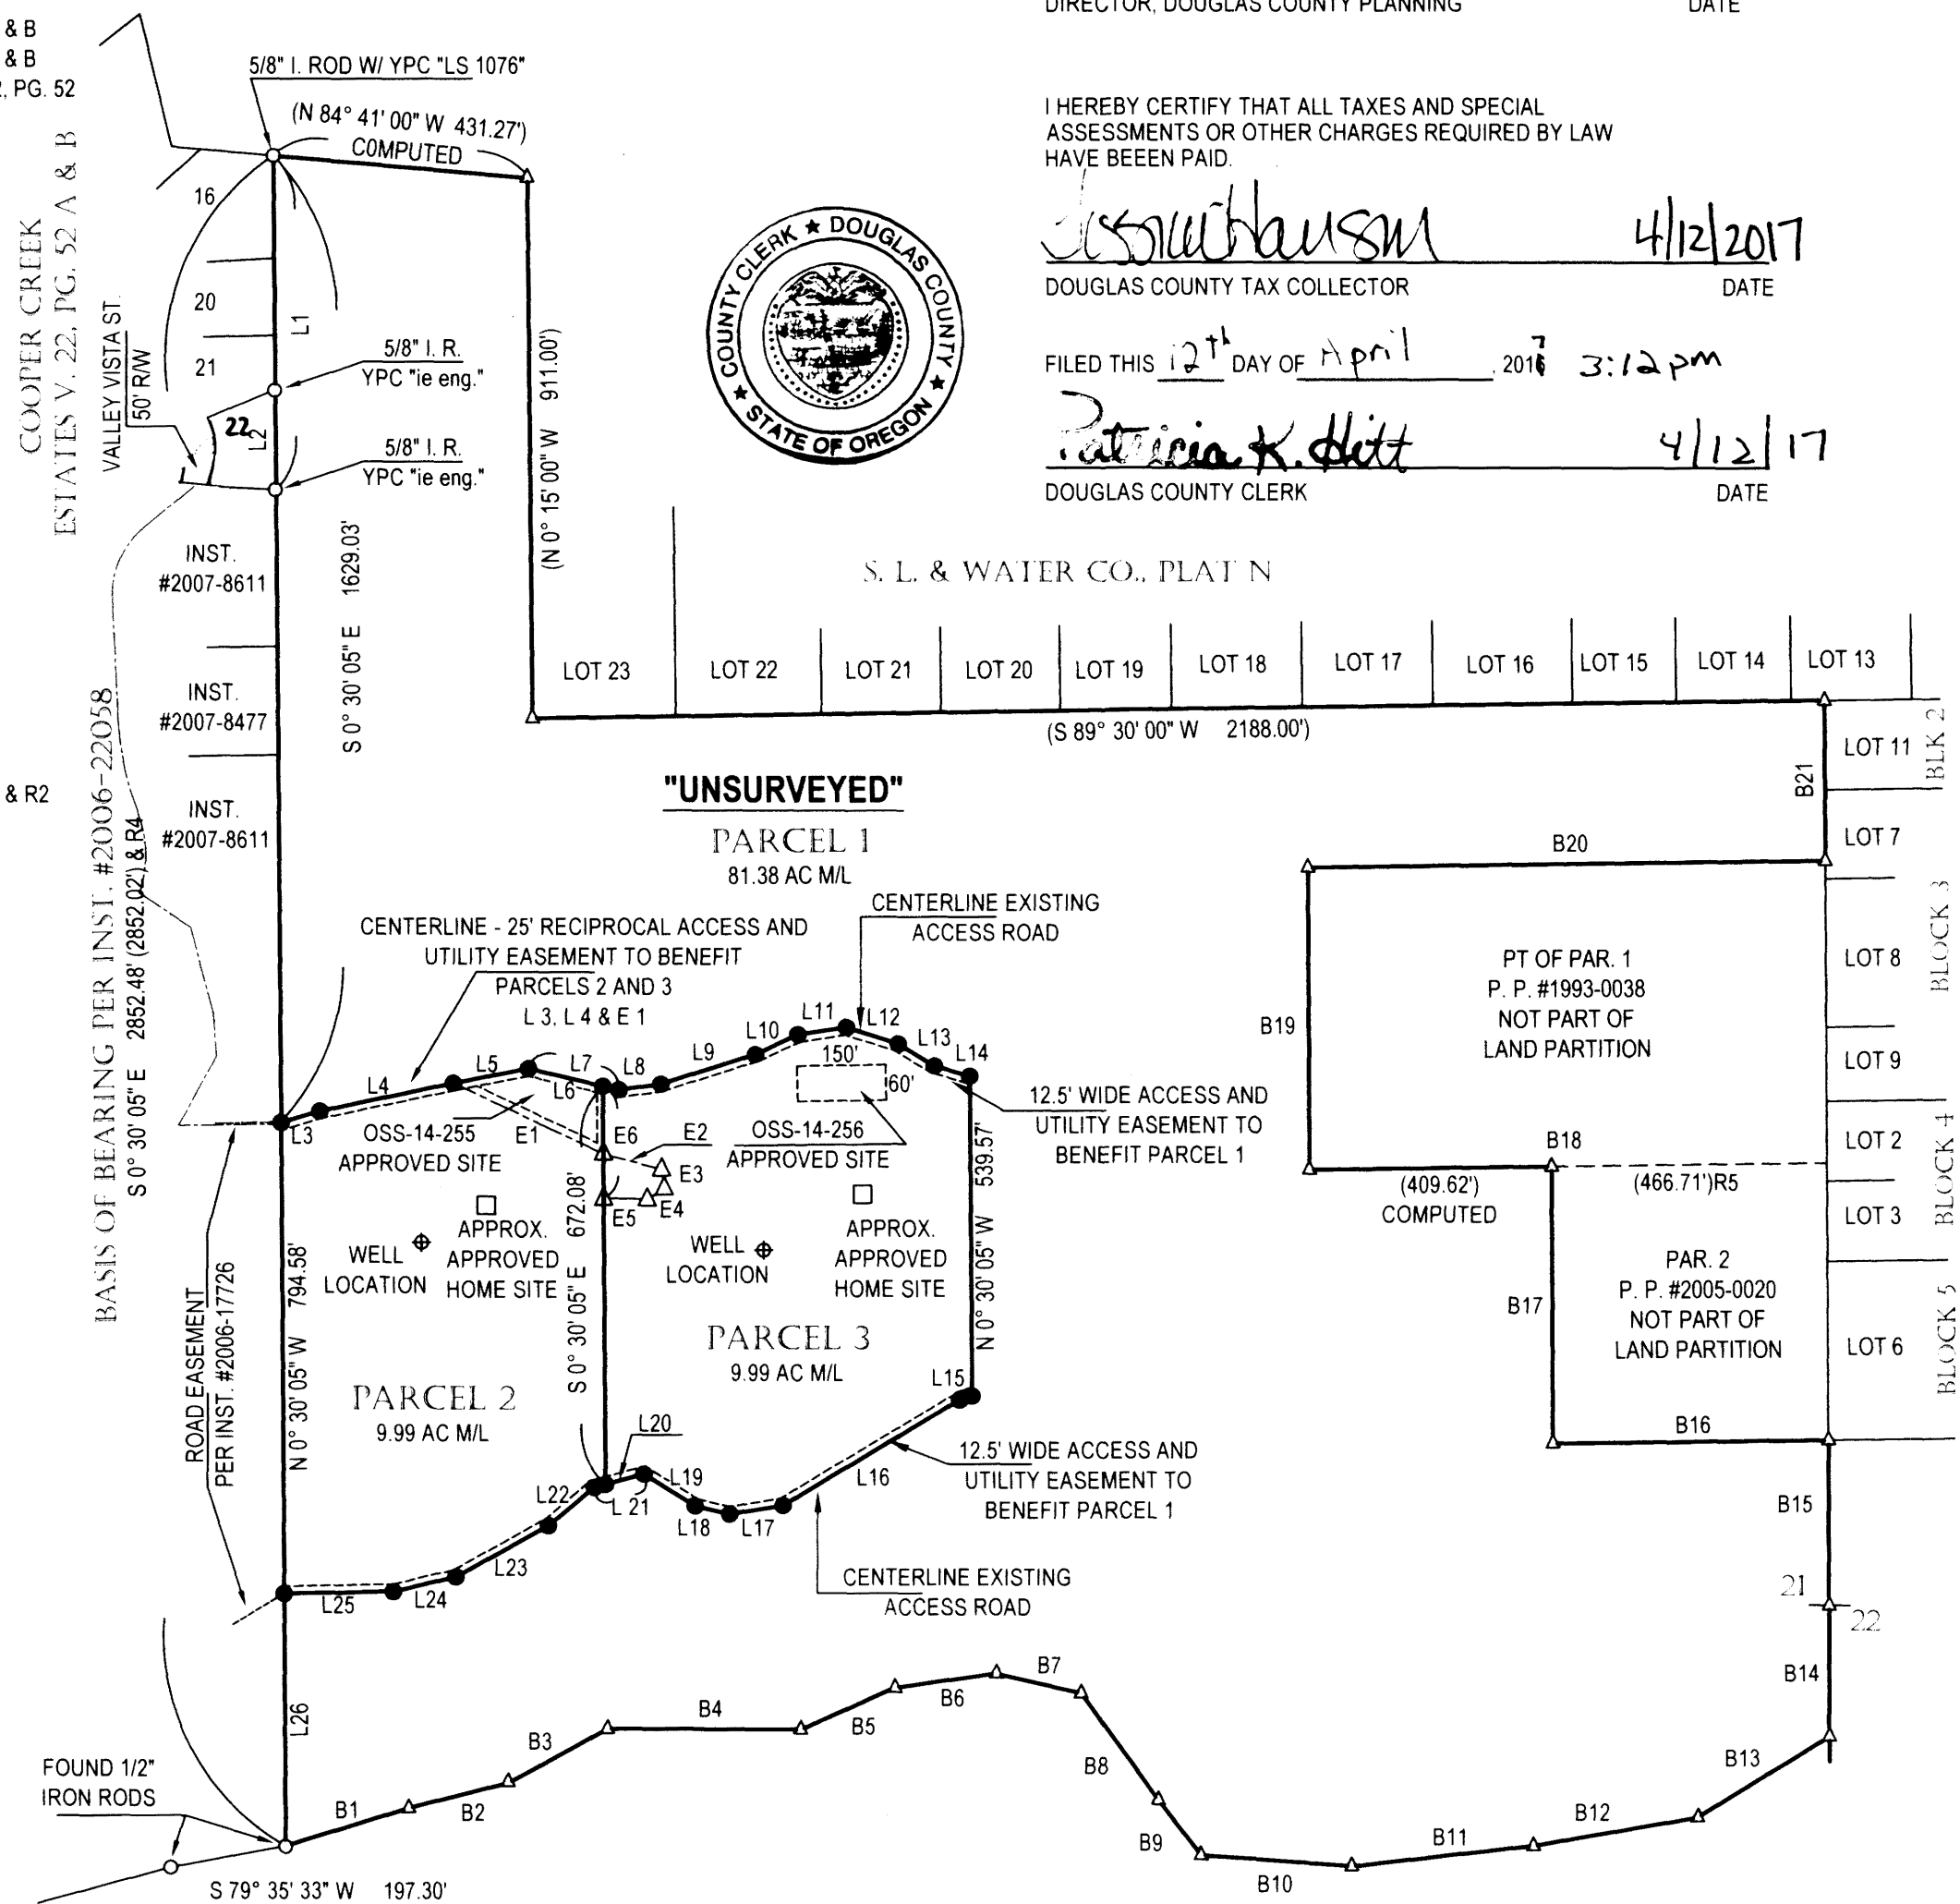 & B
& B
, PG. 52
DIRECTOR, DOUGLAS COUNTY PLANNING
DATE
5/8" I. ROD W/ YPC "LS 1076"
(N 84° 41' 00" W 431.27')
COMPUTED
I HEREBY CERTIFY THAT ALL TAXES AND SPECIAL
ASSESSMENTS OR OTHER CHARGES REQUIRED BY LAW
HAVE BEEEN PAID.
4/12/2017
DOUGLAS COUNTY TAX COLLECTOR
DATE
FILED THIS 12th DAY OF April, 2017 3:12 pm
Patricia K. Hitt
4/12/17
DOUGLAS COUNTY CLERK
DATE
COUNTY CLERK ★ DOUGLAS COUNTY ★ STATE OF OREGON ★
COOPER CREEK
ESTATES V. 22, PG. 52 A & B
VALLEY VISTA ST.
50' R/W
16
20
21
22
L1
L2
5/8" I. R.
YPC "ie eng."
5/8" I. R.
YPC "ie eng."
(N 0° 15' 00" W 911.00')
S 0° 30' 05" E 1629.03'
INST.
#2007-8611
INST.
#2007-8477
INST.
#2007-8611
& R2
BASIS OF BEARING PER INST. #2006-22058
S 0° 30' 05" E 2852.48' (2852.02') & R4
S. L. & WATER CO., PLAT N
LOT 23
LOT 22
LOT 21
LOT 20
LOT 19
LOT 18
LOT 17
LOT 16
LOT 15
LOT 14
LOT 13
(S 89° 30' 00" W 2188.00')
LOT 11
BLK 2
B21
LOT 7
B20
LOT 8
BLOCK 3
LOT 9
LOT 2
BLOCK 4
LOT 3
LOT 6
BLOCK 5
"UNSURVEYED"
PARCEL 1
81.38 AC M/L
CENTERLINE - 25' RECIPROCAL ACCESS AND
UTILITY EASEMENT TO BENEFIT
PARCELS 2 AND 3
L 3, L 4 & E 1
CENTERLINE EXISTING
ACCESS ROAD
PT OF PAR. 1
P. P. #1993-0038
NOT PART OF
LAND PARTITION
B19
B18
(409.62')
COMPUTED
(466.71')R5
PAR. 2
P. P. #2005-0020
NOT PART OF
LAND PARTITION
B17
B16
B15
21
22
B14
L3
L4
L5
L6
L7
L8
L9
L10
L11
L12
L13
L14
150'
60'
12.5' WIDE ACCESS AND
UTILITY EASEMENT TO
BENEFIT PARCEL 1
OSS-14-255
APPROVED SITE
E1
E6
E2
E3
E4
E5
OSS-14-256
APPROVED SITE
WELL
LOCATION
APPROX.
APPROVED
HOME SITE
WELL
LOCATION
APPROX.
APPROVED
HOME SITE
S 0° 30' 05" E 672.08'
N 0° 30' 05" W 539.57'
N 0° 30' 05" W 794.58'
ROAD EASEMENT
PER INST. #2006-17726
PARCEL 2
9.99 AC M/L
PARCEL 3
9.99 AC M/L
L15
L16
L17
L18
L19
L20
L 21
L22
L23
L24
L25
L26
12.5' WIDE ACCESS AND
UTILITY EASEMENT TO
BENEFIT PARCEL 1
CENTERLINE EXISTING
ACCESS ROAD
FOUND 1/2"
IRON RODS
B1
B2
B3
B4
B5
B6
B7
B8
B9
B10
B11
B12
B13
S 79° 35' 33" W 197.30'